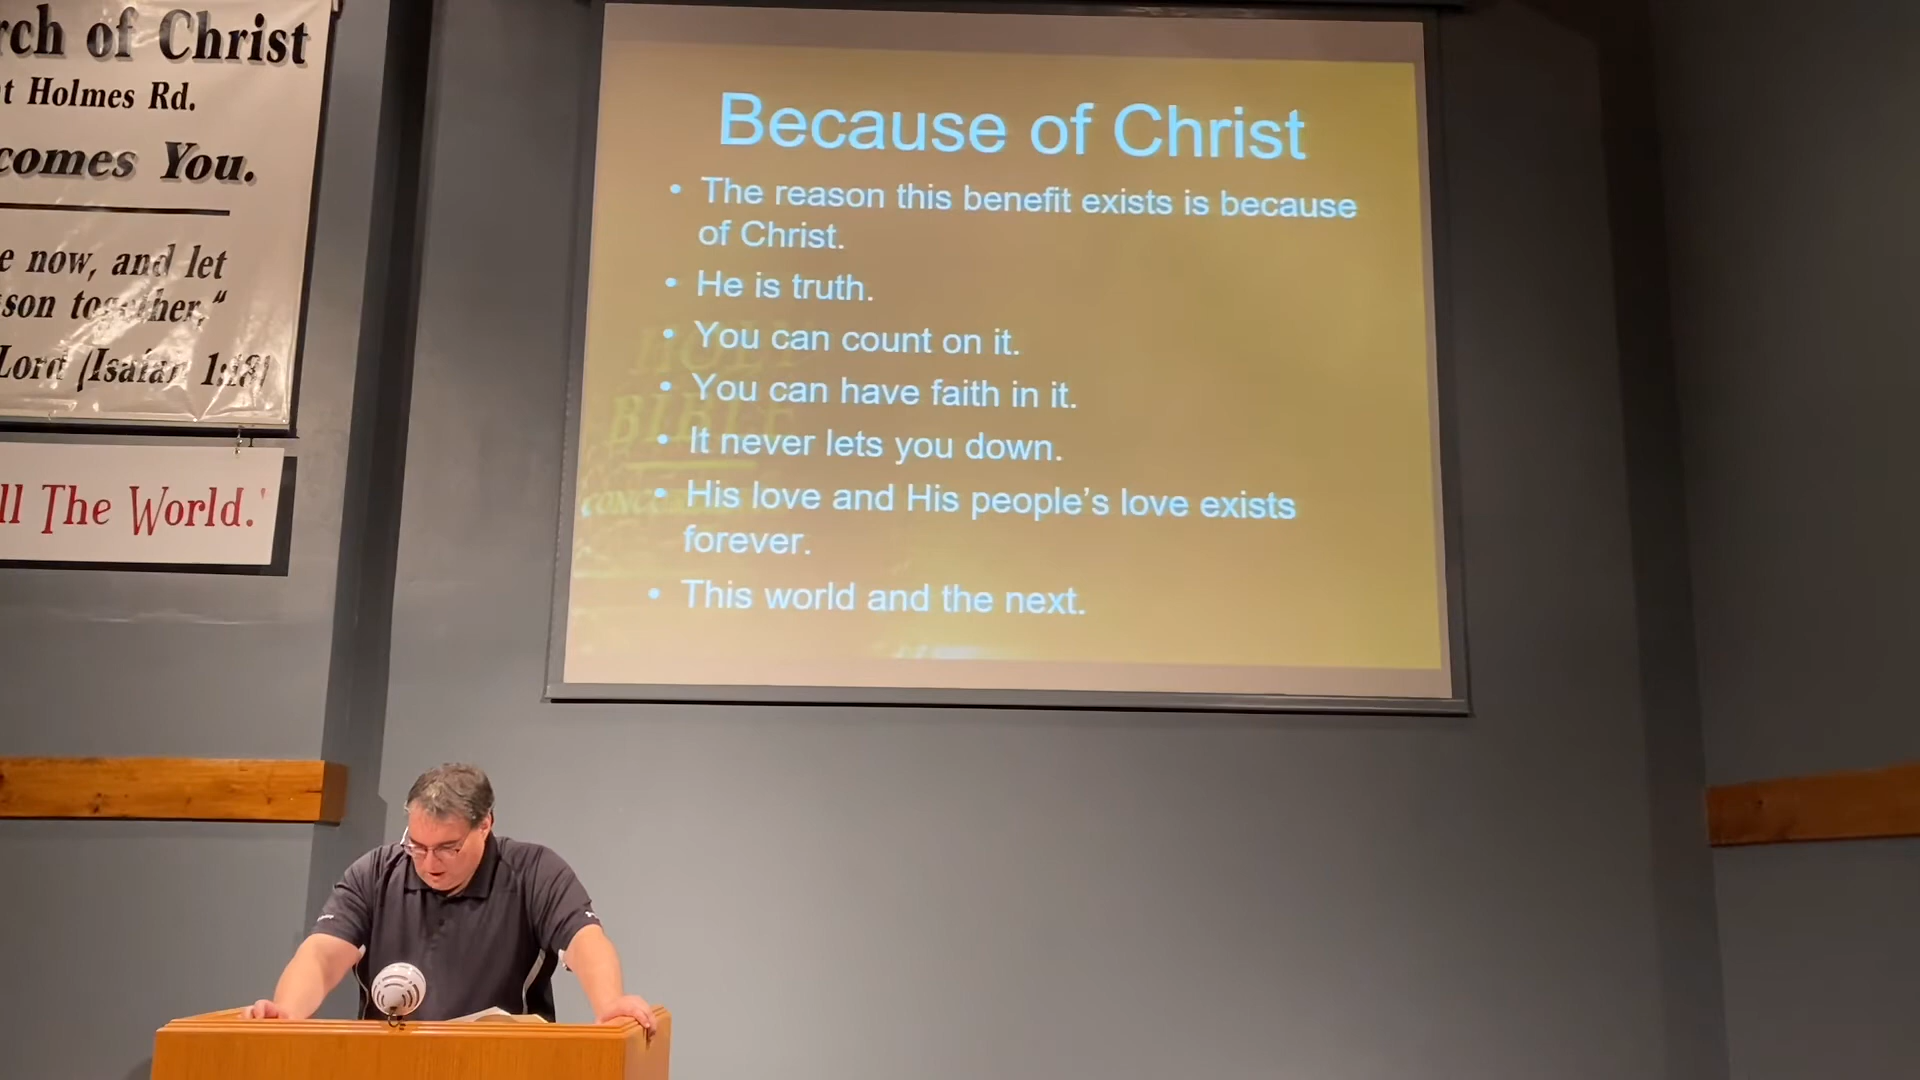 rch of Christ
t Holmes Rd.
comes You.
e now, and let
son together,"
Lord (Isaiah 1:18)
ll The World.'
Because of Christ
• The reason this benefit exists is because
of Christ.
• He is truth.
• You can count on it.
• You can have faith in it.
• It never lets you down.
• His love and His people's love exists
forever.
• This world and the next.
HOLY
BIBLE